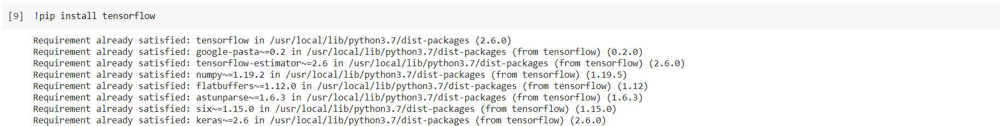 [9] !pip install tensorflow
Requirement already satisfied: tensorflow in /usr/local/lib/python3.7/dist-packages (2.6.0)
Requirement already satisfied: google-pasta~=0.2 in /usr/local/lib/python3.7/dist-packages (from tensorflow) (0.2.0)
Requirement already satisfied: tensorflow-estimator~=2.6 in /usr/local/lib/python3.7/dist-packages (from tensorflow) (2.6.0)
Requirement already satisfied: numpy~=1.19.2 in /usr/local/lib/python3.7/dist-packages (from tensorflow) (1.19.5)
Requirement already satisfied: flatbuffers~=1.12.0 in /usr/local/lib/python3.7/dist-packages (from tensorflow) (1.12)
Requirement already satisfied: astunparse~=1.6.3 in /usr/local/lib/python3.7/dist-packages (from tensorflow) (1.6.3)
Requirement already satisfied: six~=1.15.0 in /usr/local/lib/python3.7/dist-packages (from tensorflow) (1.15.0)
Requirement already satisfied: keras~=2.6 in /usr/local/lib/python3.7/dist-packages (from tensorflow) (2.6.0)